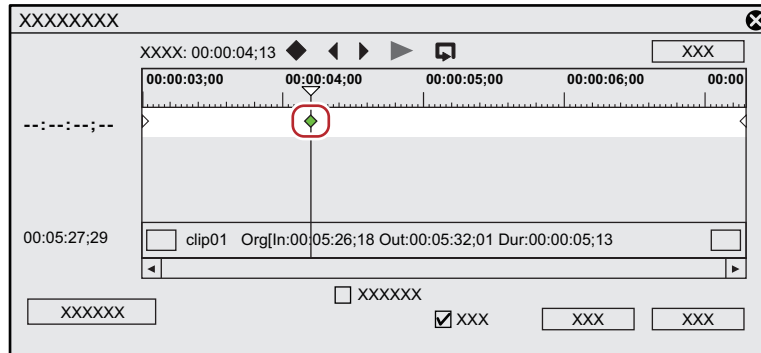 XXXXXXXX
XXXX: 00:00:04;13
XXX
00:00:03;00 00:00:04;00 00:00:05;00 00:00:06;00 00:00
--:--:--;--
00:05:27;29 clip01 Org[In:00:05:26;18 Out:00:05:32;01 Dur:00:00:05;13
XXXXXX
XXXXXX
XXX XXX XXX